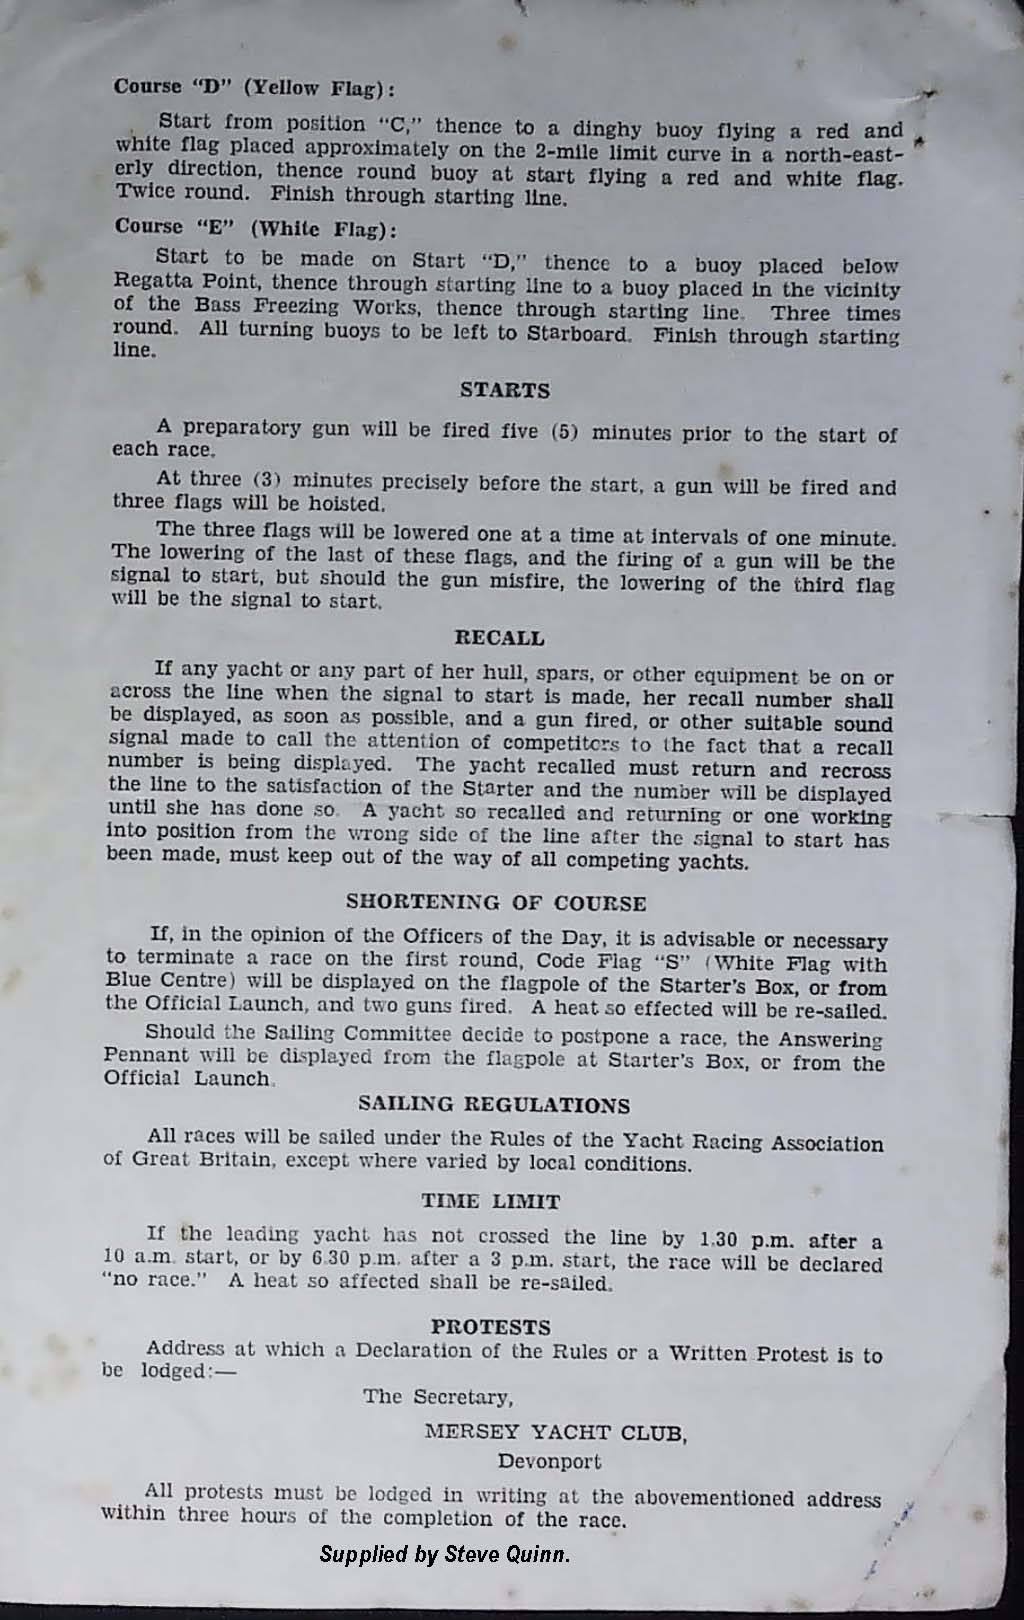 Course "D" (Yellow Flag):
Start from position "C," thence to a dinghy buoy flying a red and
white flag placed approximately on the 2-mile limit curve in a north-east-
erly direction, thence round buoy at start flying a red and white flag.
Twice round. Finish through starting line.
Course "E" (White Flag):
Start to be made on Start "D," thence to a buoy placed below
Regatta Point, thence through starting line to a buoy placed in the vicinity
of the Bass Freezing Works, thence through starting line. Three times
round. All turning buoys to be left to Starboard. Finish through starting
line.
STARTS
A preparatory gun will be fired five (5) minutes prior to the start of
each race.
At three (3) minutes precisely before the start, a gun will be fired and
three flags will be hoisted.
The three flags will be lowered one at a time at intervals of one minute.
The lowering of the last of these flags, and the firing of a gun will be the
signal to start, but should the gun misfire, the lowering of the third flag
will be the signal to start.
RECALL
If any yacht or any part of her hull, spars, or other equipment be on or
across the line when the signal to start is made, her recall number shall
be displayed, as soon as possible, and a gun fired, or other suitable sound
signal made to call the attention of competitors to the fact that a recall
number is being displayed. The yacht recalled must return and recross
the line to the satisfaction of the Starter and the number will be displayed
until she has done so. A yacht so recalled and returning or one working
into position from the wrong side of the line after the signal to start has
been made, must keep out of the way of all competing yachts.
SHORTENING OF COURSE
If, in the opinion of the Officers of the Day, it is advisable or necessary
to terminate a race on the first round, Code Flag "S" (White Flag with
Blue Centre) will be displayed on the flagpole of the Starter's Box, or from
the Official Launch, and two guns fired. A heat so effected will be re-sailed.
Should the Sailing Committee decide to postpone a race, the Answering
Pennant will be displayed from the flagpole at Starter's Box, or from the
Official Launch.
SAILING REGULATIONS
All races will be sailed under the Rules of the Yacht Racing Association
of Great Britain, except where varied by local conditions.
TIME LIMIT
If the leading yacht has not crossed the line by 1.30 p.m. after a
10 a.m. start, or by 6.30 p.m. after a 3 p.m. start, the race will be declared
"no race." A heat so affected shall be re-sailed.
PROTESTS
Address at which a Declaration of the Rules or a Written Protest is to
be lodged:—
The Secretary,
MERSEY YACHT CLUB,
Devonport
All protests must be lodged in writing at the abovementioned address
within three hours of the completion of the race.
Supplied by Steve Quinn.